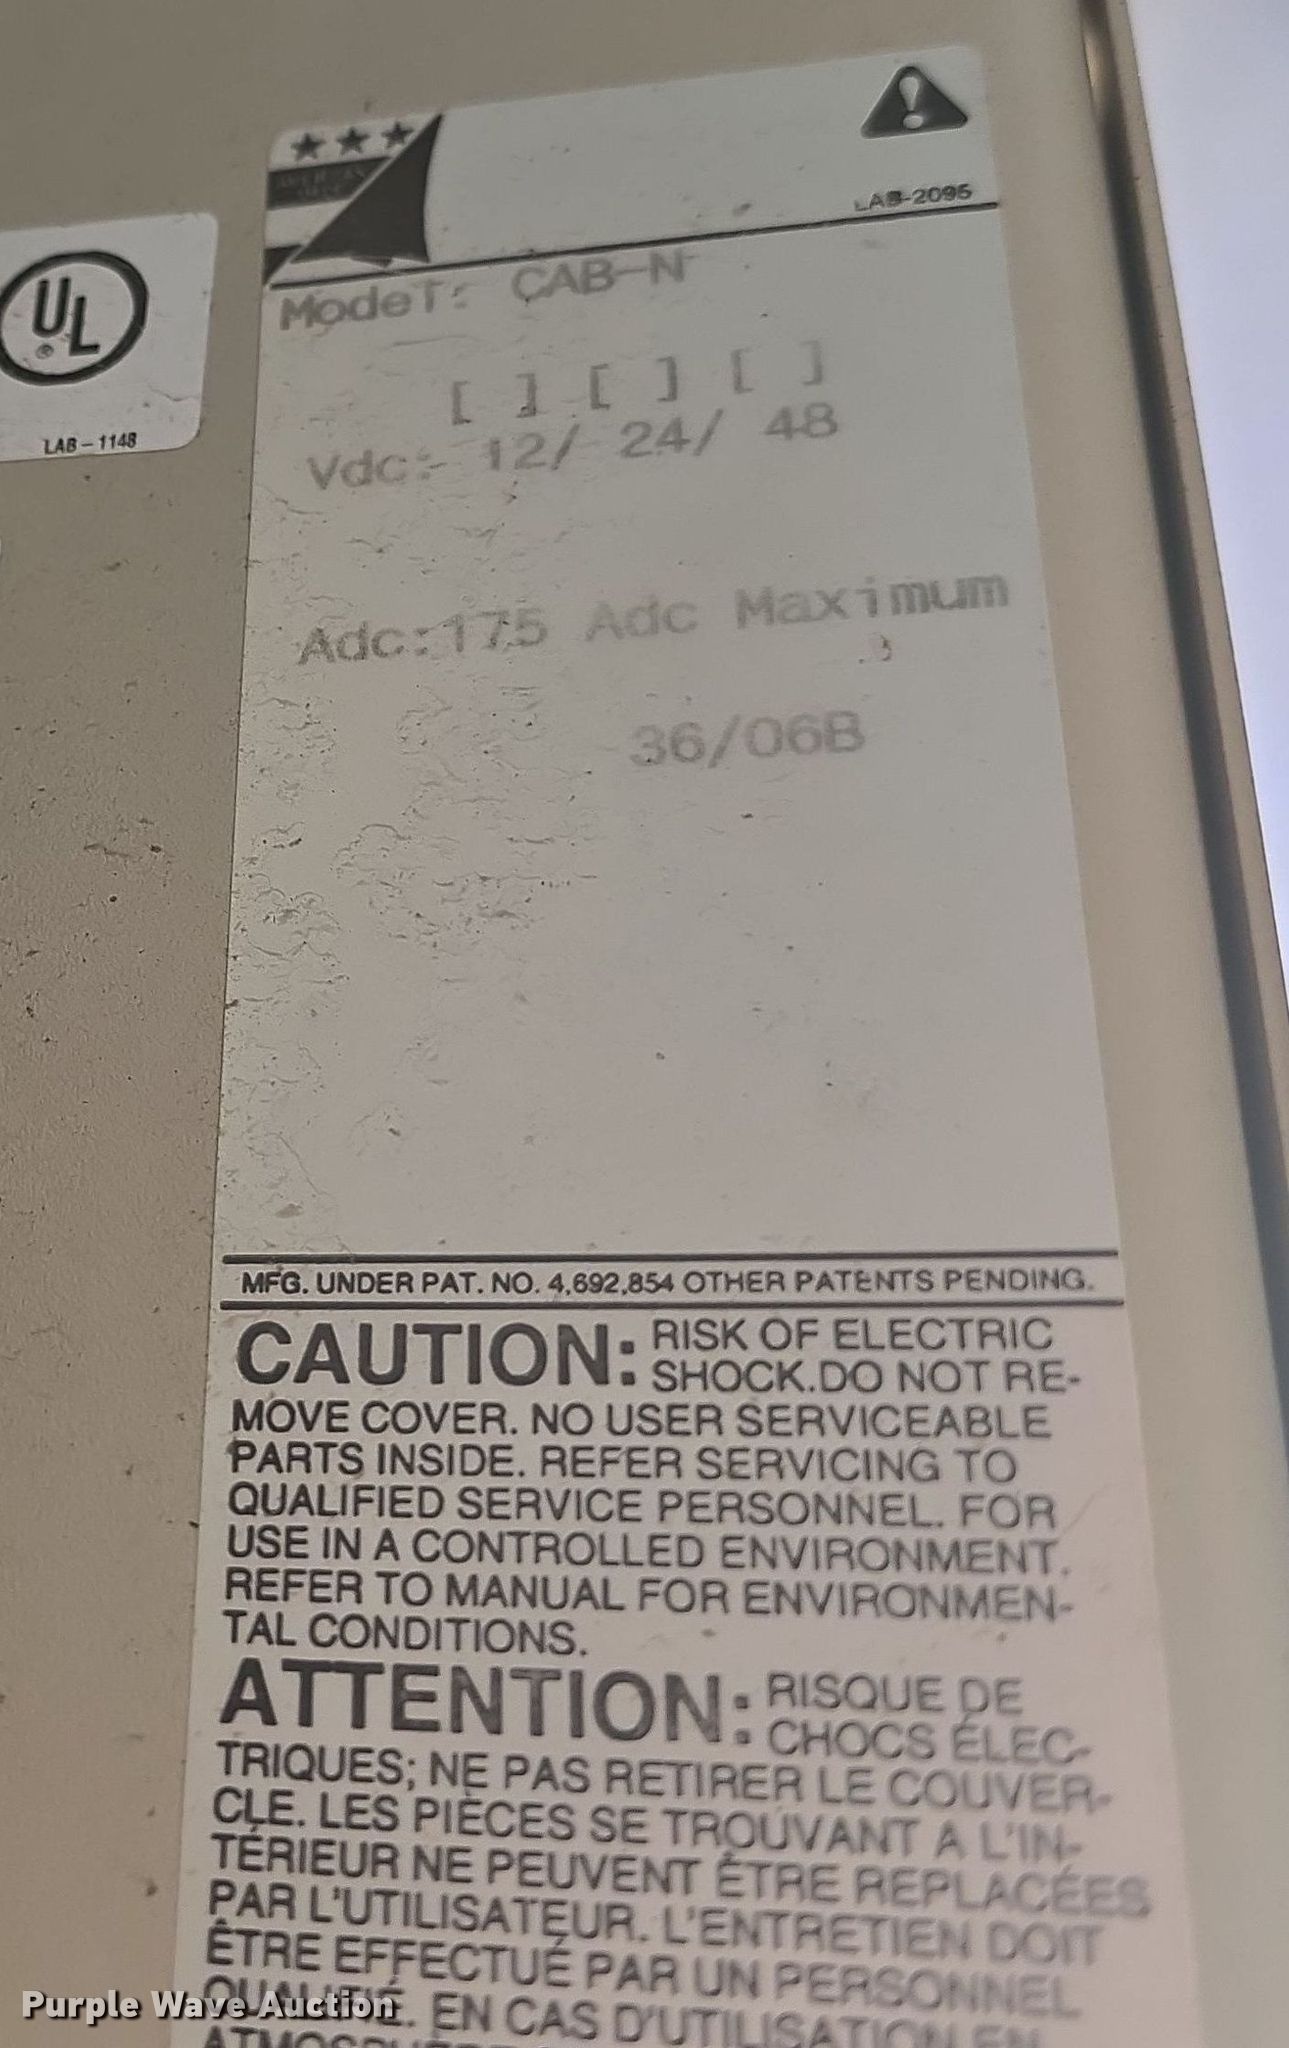 LAB-2095
UL
®
LAB-1148
Model: CAB-N
[ ] [ ] [ ]
Vdc: 12/ 24/ 48
Adc:175 Adc Maximum
36/06B
MFG. UNDER PAT. NO. 4,692,854 OTHER PATENTS PENDING.
CAUTION: RISK OF ELECTRIC
SHOCK.DO NOT RE-
MOVE COVER. NO USER SERVICEABLE
PARTS INSIDE. REFER SERVICING TO
QUALIFIED SERVICE PERSONNEL. FOR
USE IN A CONTROLLED ENVIRONMENT.
REFER TO MANUAL FOR ENVIRONMEN-
TAL CONDITIONS.
ATTENTION: RISQUE DE
CHOCS ÉLEC-
TRIQUES; NE PAS RETIRER LE COUVER-
CLE. LES PIÈCES SE TROUVANT A L'IN-
TÉRIEUR NE PEUVENT ÊTRE REPLACÉES
PAR L'UTILISATEUR. L'ENTRETIEN DOIT
ÊTRE EFFECTUÉ PAR UN PERSONNEL
QUALIFIÉ. EN CAS D'UTILISATION EN
Purple Wave Auction